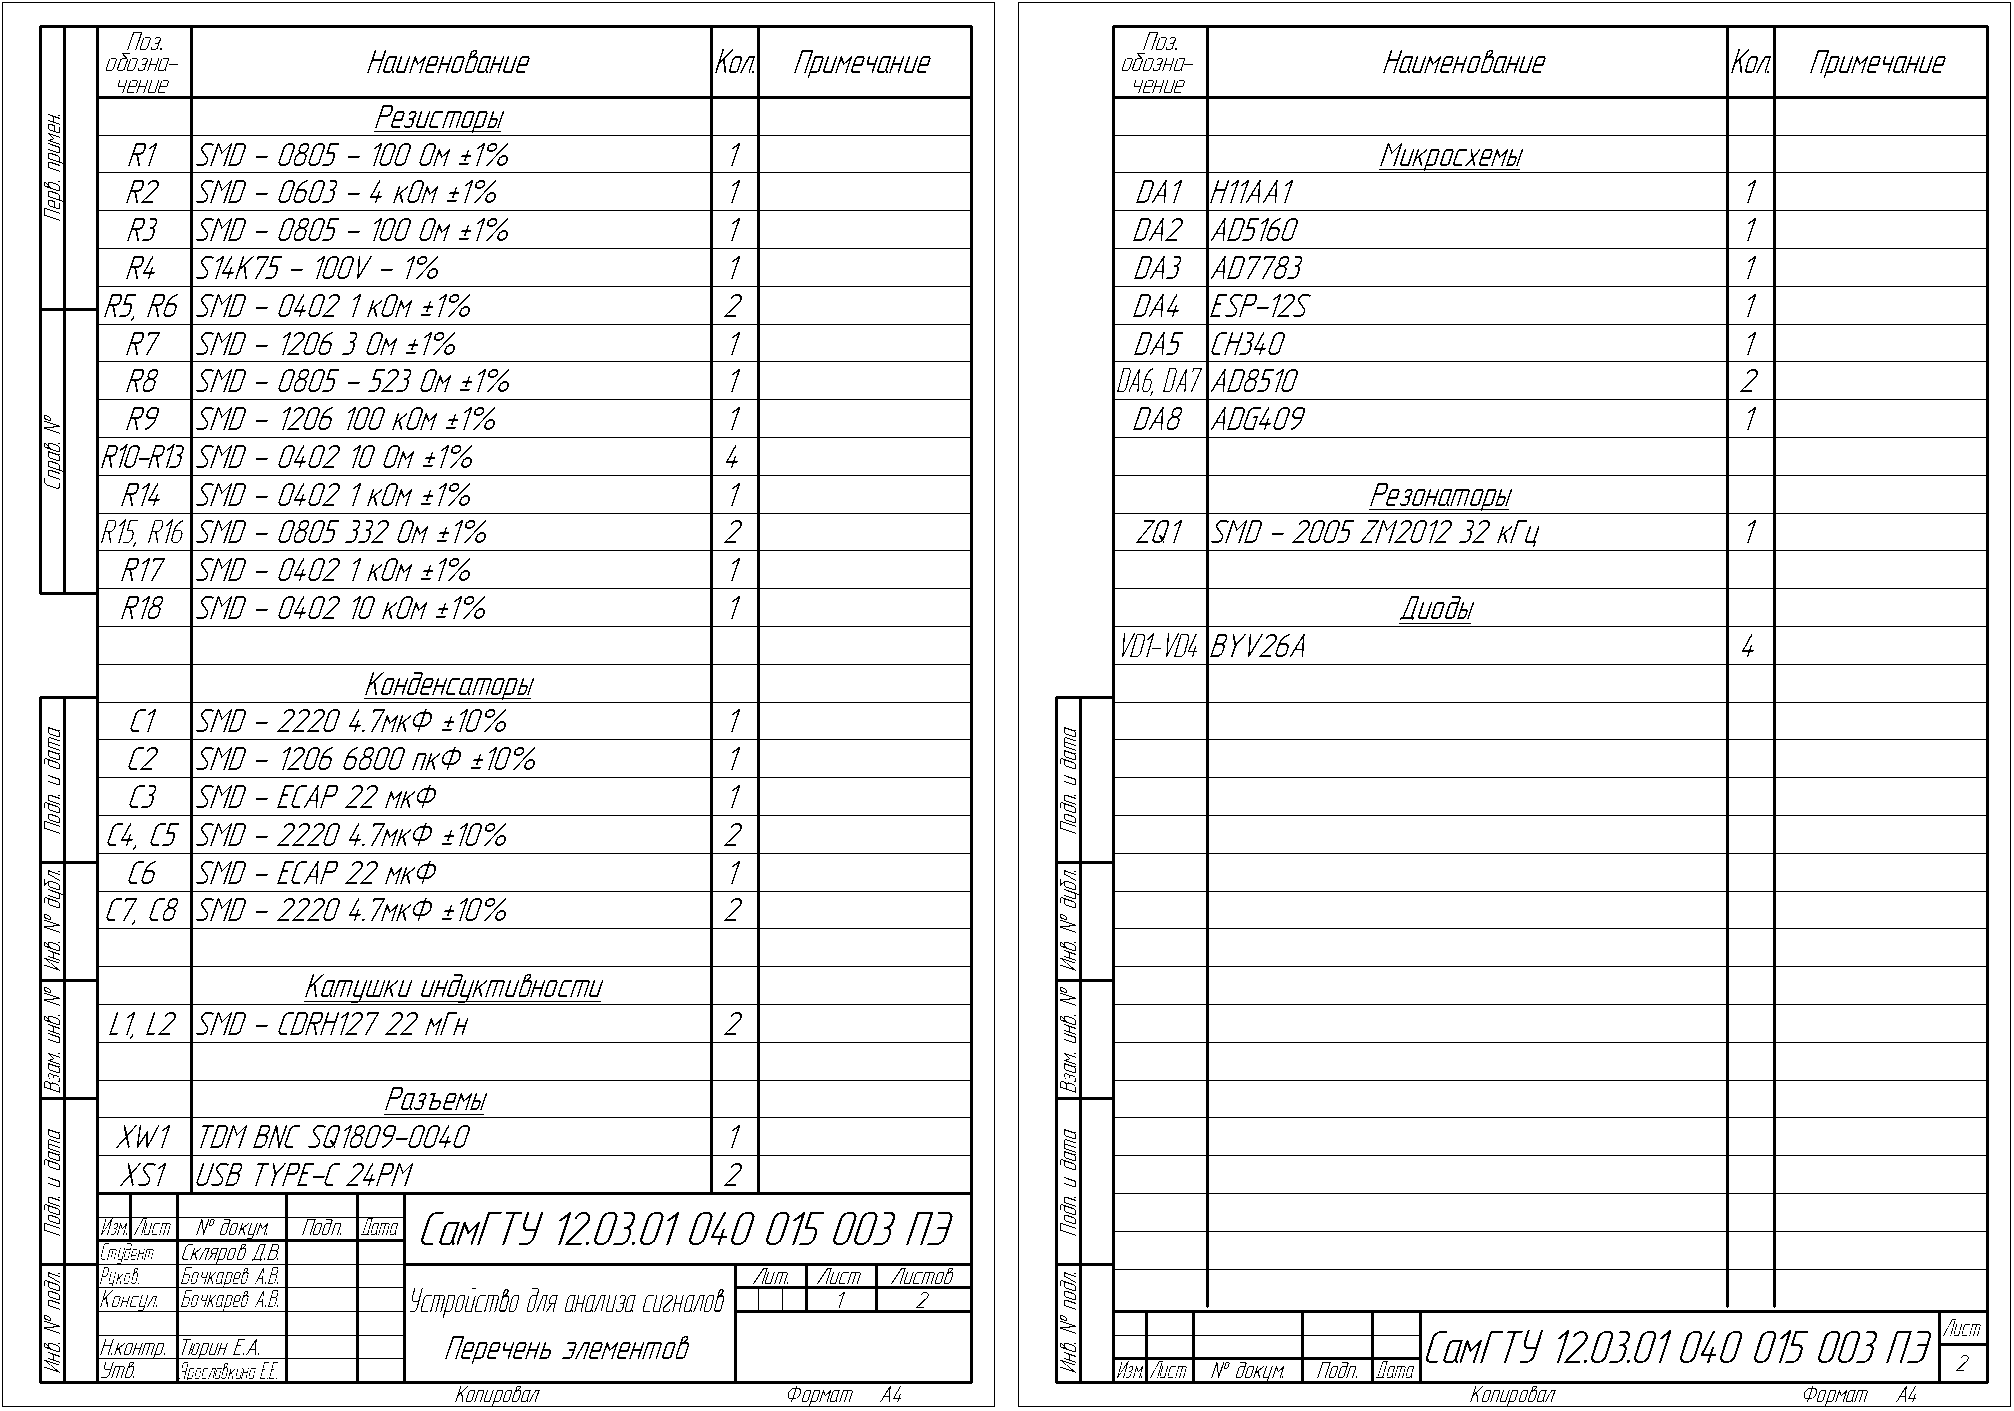 Поз. обозна- чение Наименование Кол. Примечание
Резисторы
R1 SMD - 0805 - 100 Ом ±1% 1
R2 SMD - 0603 - 4 кОм ±1% 1
R3 SMD - 0805 - 100 Ом ±1% 1
R4 S14K75 - 100V - 1% 1
R5, R6 SMD - 0402 1 кОм ±1% 2
R7 SMD - 1206 3 Ом ±1% 1
R8 SMD - 0805 - 523 Ом ±1% 1
R9 SMD - 1206 100 кОм ±1% 1
R10-R13 SMD - 0402 10 Ом ±1% 4
R14 SMD - 0402 1 кОм ±1% 1
R15, R16 SMD - 0805 332 Ом ±1% 2
R17 SMD - 0402 1 кОм ±1% 1
R18 SMD - 0402 10 кОм ±1% 1
Конденсаторы
C1 SMD - 2220 4.7мкФ ±10% 1
C2 SMD - 1206 6800 пкФ ±10% 1
C3 SMD - ECAP 22 мкФ 1
C4, C5 SMD - 2220 4.7мкФ ±10% 2
C6 SMD - ECAP 22 мкФ 1
C7, C8 SMD - 2220 4.7мкФ ±10% 2
Катушки индуктивности
L1, L2 SMD - CDRH127 22 мГн 2
Разъемы
XW1 TDM BNC SQ1809-0040 1
XS1 USB TYPE-C 24PM 2
Перв. примен.
Справ. №
Подп. и дата
Инв. № дубл.
Взам. инв. №
Подп. и дата
Инв. № подл.
Изм. Лист № докум. Подп. Дата
Студент Скляров Д.В.
Руков. Бочкарев А.В.
Консул. Бочкарев А.В.
Н.контр. Тюрин Е.А.
Утв. Ярославкина Е.Е.
СамГТУ 12.03.01 040 015 003 ПЭ
Устройство для анализа сигналов
Перечень элементов
Лит. Лист Листов
1 2
Копировал Формат А4
Поз. обозна- чение Наименование Кол. Примечание
Микросхемы
DA1 H11AA1 1
DA2 AD5160 1
DA3 AD7783 1
DA4 ESP-12S 1
DA5 CH340 1
DA6, DA7 AD8510 2
DA8 ADG409 1
Резонаторы
ZQ1 SMD - 2005 ZM2012 32 кГц 1
Диоды
VD1-VD4 BYV26A 4
Подп. и дата
Инв. № дубл.
Взам. инв. №
Подп. и дата
Инв. № подл.
Изм. Лист № докум. Подп. Дата
СамГТУ 12.03.01 040 015 003 ПЭ
Лист
2
Копировал Формат А4